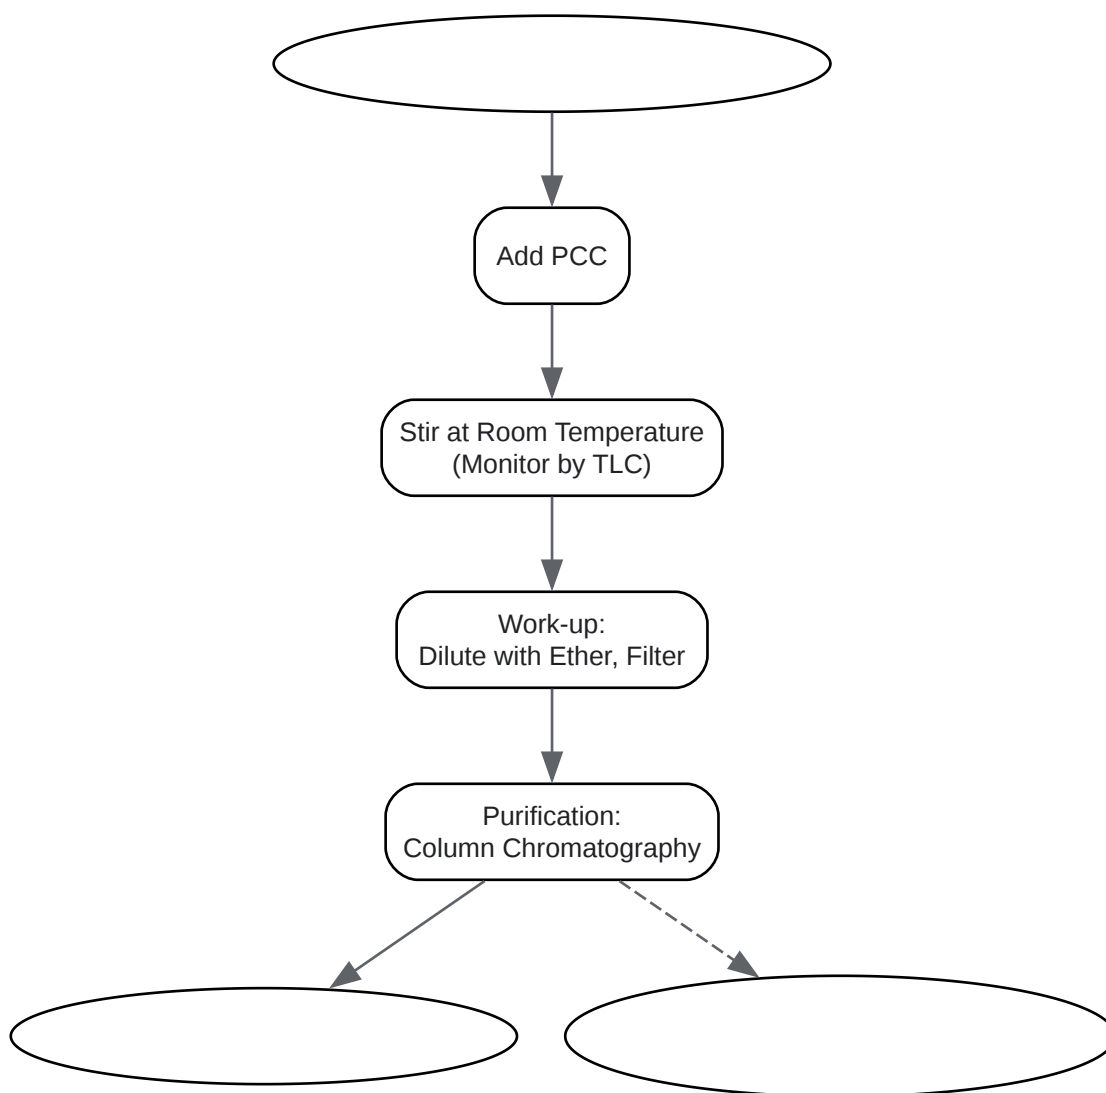 Add PCC
Stir at Room Temperature
(Monitor by TLC)
Work-up:
Dilute with Ether, Filter
Purification:
Column Chromatography